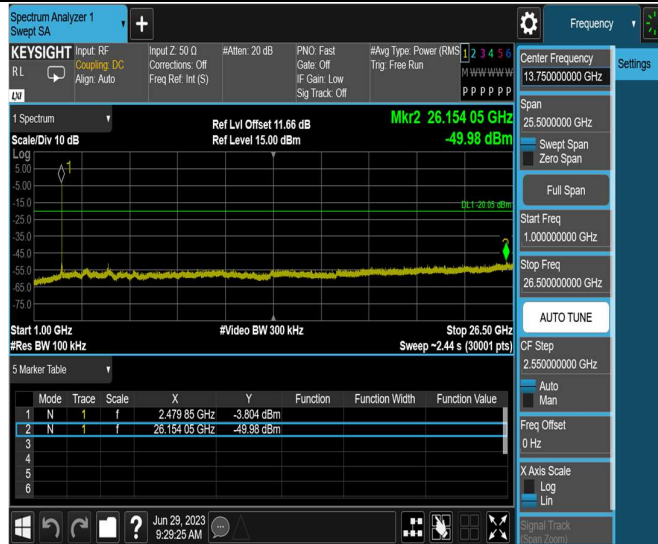 Spectrum Analyzer 1
Swept SA
+
Frequency
KEYSIGHT
RL
LXI
Input: RF
Coupling: DC
Align: Auto
Input Z: 50 Ω
Corrections: Off
Freq Ref: Int (S)
#Atten: 20 dB
PNO: Fast
Gate: Off
IF Gain: Low
Sig Track: Off
#Avg Type: Power (RMS
Trig: Free Run
1 2 3 4 5 6
M W W W W W
P P P P P P
Center Frequency
13.750000000 GHz
Settings
Span
25.5000000 GHz
Swept Span
Zero Span
Full Span
Start Freq
1.000000000 GHz
Stop Freq
26.500000000 GHz
AUTO TUNE
CF Step
2.550000000 GHz
Auto
Man
Freq Offset
0 Hz
X Axis Scale
Log
Lin
Signal Track
(Span Zoom)
1 Spectrum
Scale/Div 10 dB
Log
Ref Lvl Offset 11.66 dB
Ref Level 15.00 dBm
Mkr2 26.154 05 GHz
-49.98 dBm
5.00
-5.00
-15.0
-25.0
-35.0
-45.0
-55.0
-65.0
-75.0
1
DL1 -20.05 dBm
2
Start 1.00 GHz
#Res BW 100 kHz
#Video BW 300 kHz
Stop 26.50 GHz
Sweep ~2.44 s (30001 pts)
5 Marker Table
Mode Trace Scale X Y Function Function Width Function Value
1 N 1 f 2.479 85 GHz -3.804 dBm
2 N 1 f 26.154 05 GHz -49.98 dBm
3
4
5
6
?
Jun 29, 2023
9:29:25 AM